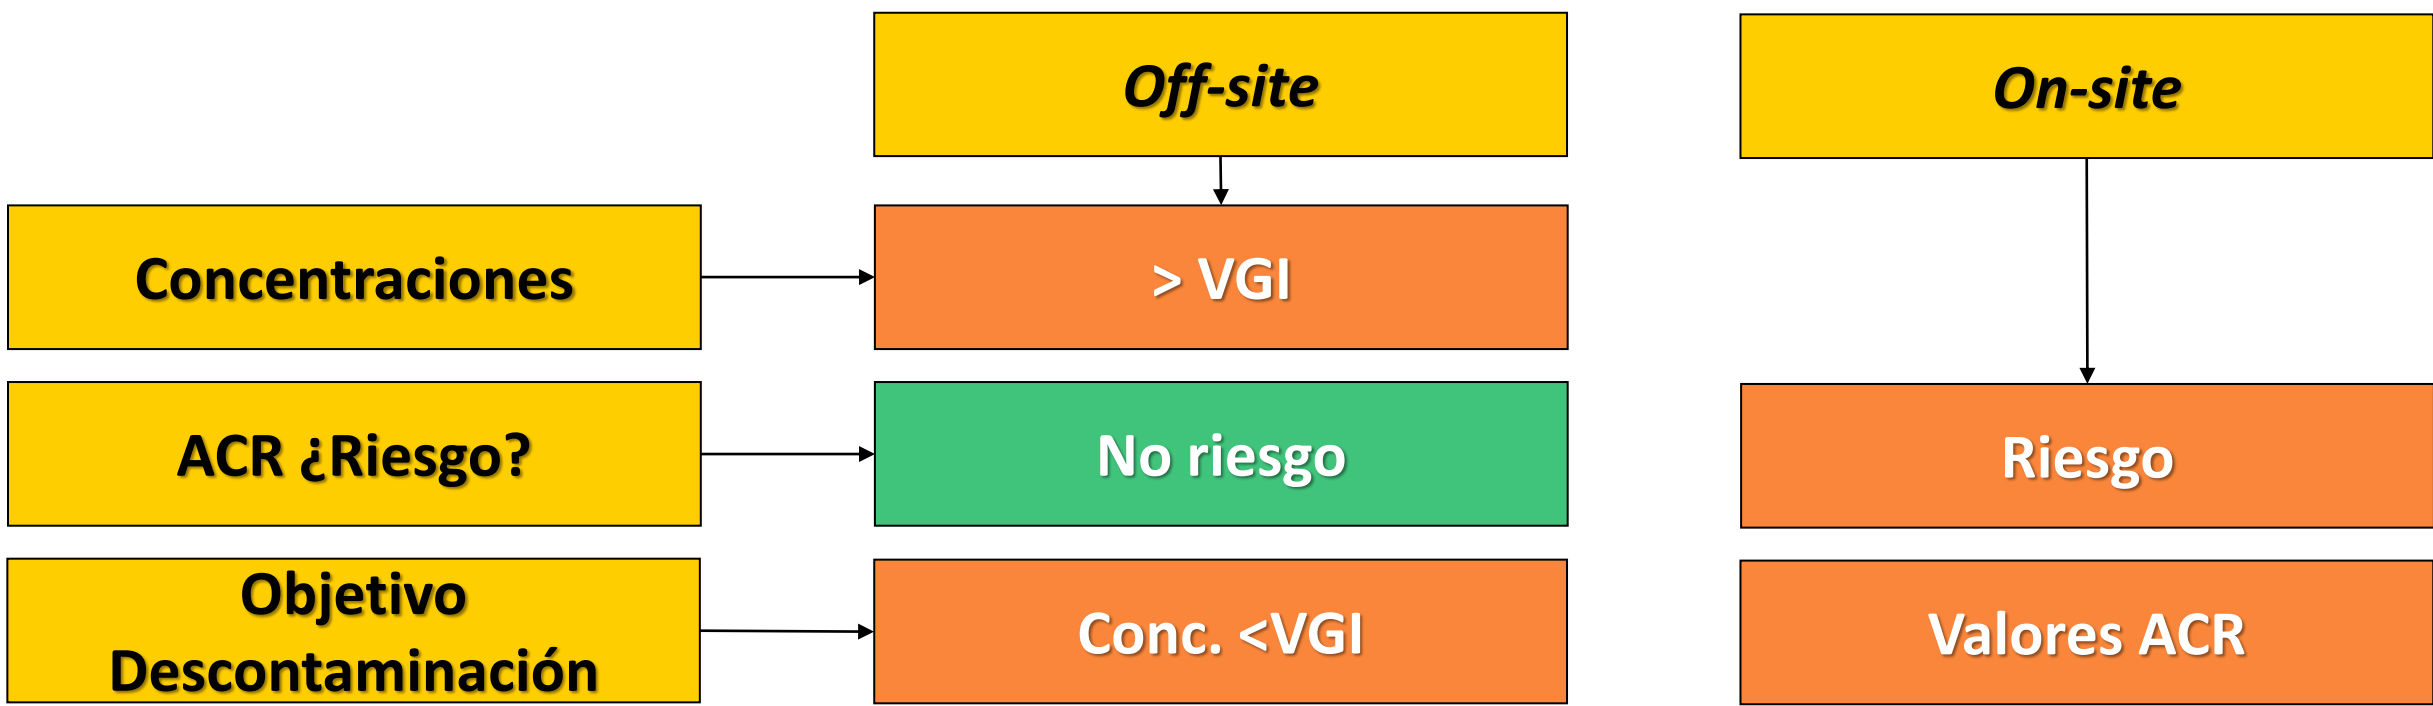 Off-site
On-site
Concentraciones
> VGI
ACR ¿Riesgo?
No riesgo
Riesgo
Objetivo
Descontaminación
Conc. <VGI
Valores ACR